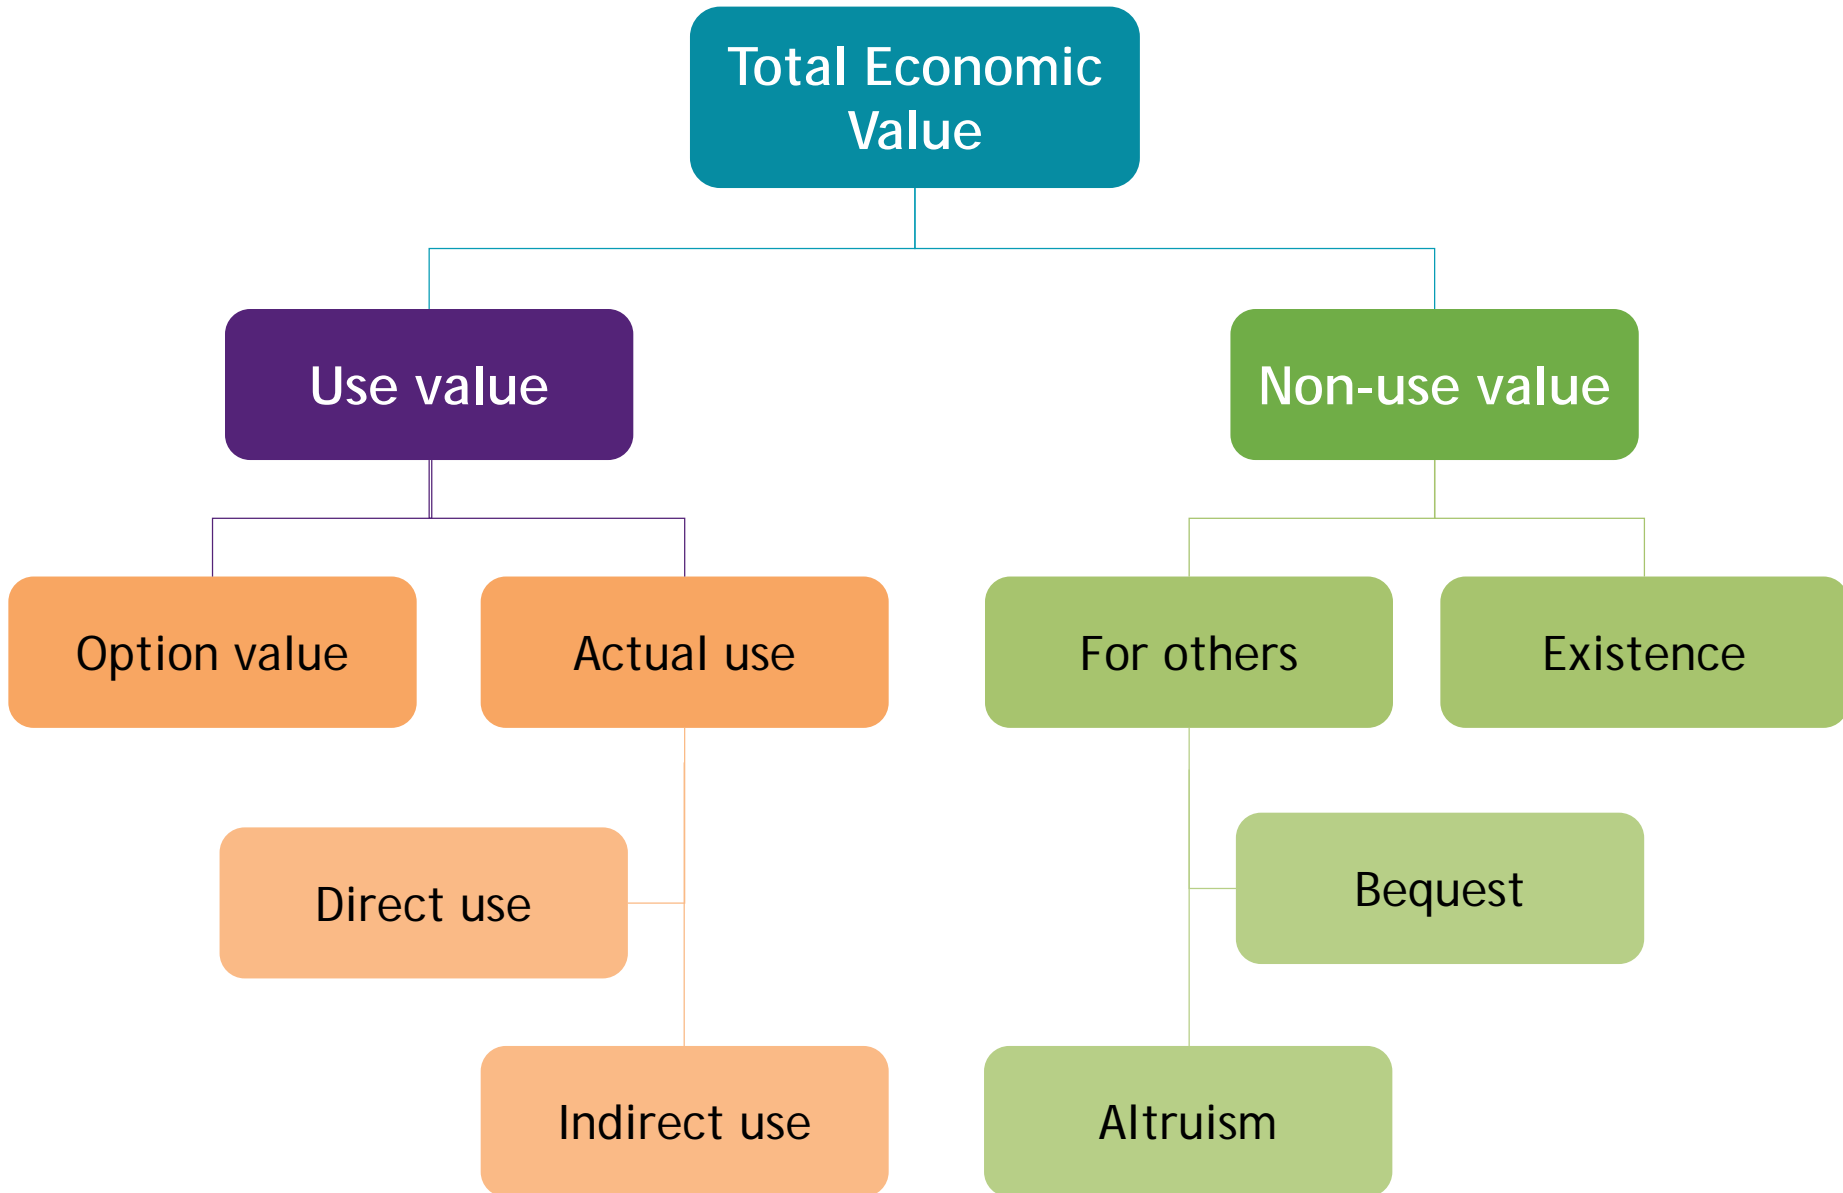 Total Economic
Value
Use value
Non-use value
Option value
Actual use
For others
Existence
Direct use
Bequest
Indirect use
Altruism